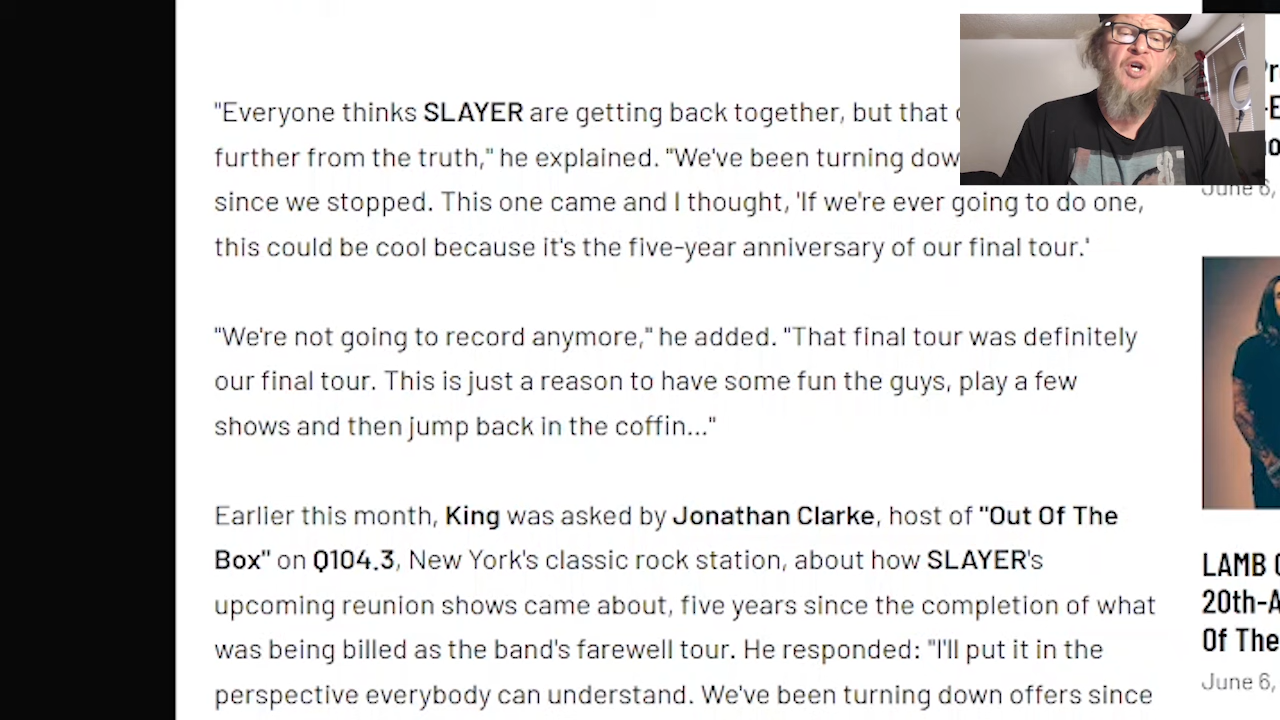 "Everyone thinks SLAYER are getting back together, but that
further from the truth," he explained. "We've been turning
since we stopped. This one came and I thought, 'If we're ever going to do one,
this could be cool because it's the five-year anniversary of our final tour.'
"We're not going to record anymore," he added. "That final tour was definitely
our final tour. This is just a reason to have some fun the guys, play a few
shows and then jump back in the coffin..."
Earlier this month, King was asked by Jonathan Clarke, host of "Out Of The
Box" on Q104.3, New York's classic rock station, about how SLAYER's
upcoming reunion shows came about, five years since the completion of what
was being billed as the band's farewell tour. He responded: "I'll put it in the
perspective everybody can understand. We've been turning down offers since
June 6,
LAMB
20th-A
Of The
June 6,